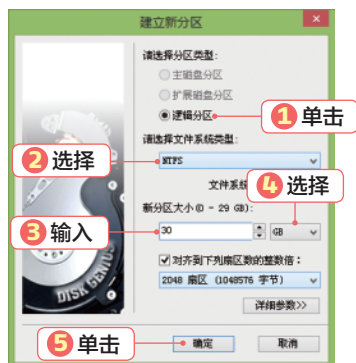 建立新分区
请选择分区类型:
主磁盘分区
扩展磁盘分区
逻辑分区
1 单击
请选择文件系统类型:
2 选择
NTFS
文件系统
4 选择
新分区大小(0 - 29 GB):
3 输入
30
GB
对齐到下列扇区数的整数倍:
2048 扇区 (1048576 字节)
详细参数>>
DISK GENIUS
5 单击
确定
取消